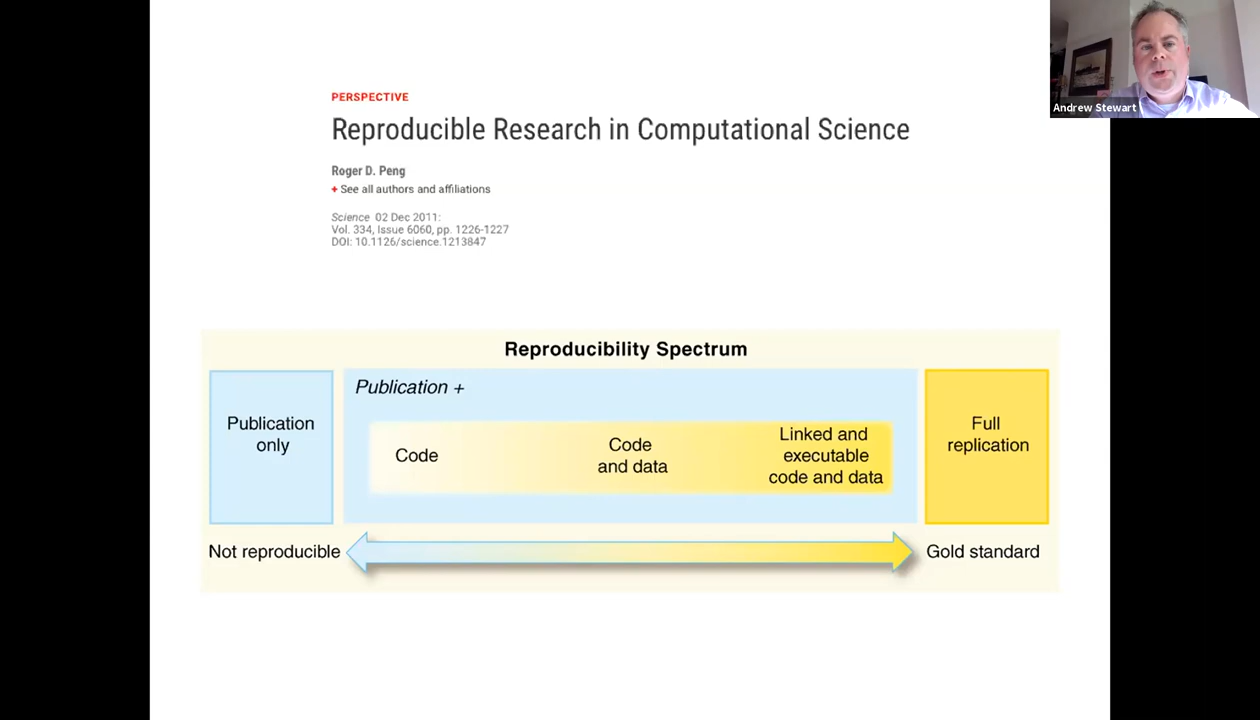 PERSPECTIVE
Reproducible Research in Computational Science
Roger D. Peng
+ See all authors and affiliations
Science 02 Dec 2011:
Vol. 334, Issue 6060, pp. 1226-1227
DOI: 10.1126/science.1213847
Andrew Stewart
Reproducibility Spectrum
Publication only
Publication +
Code
Code
and data
Linked and
executable
code and data
Full
replication
Not reproducible
Gold standard